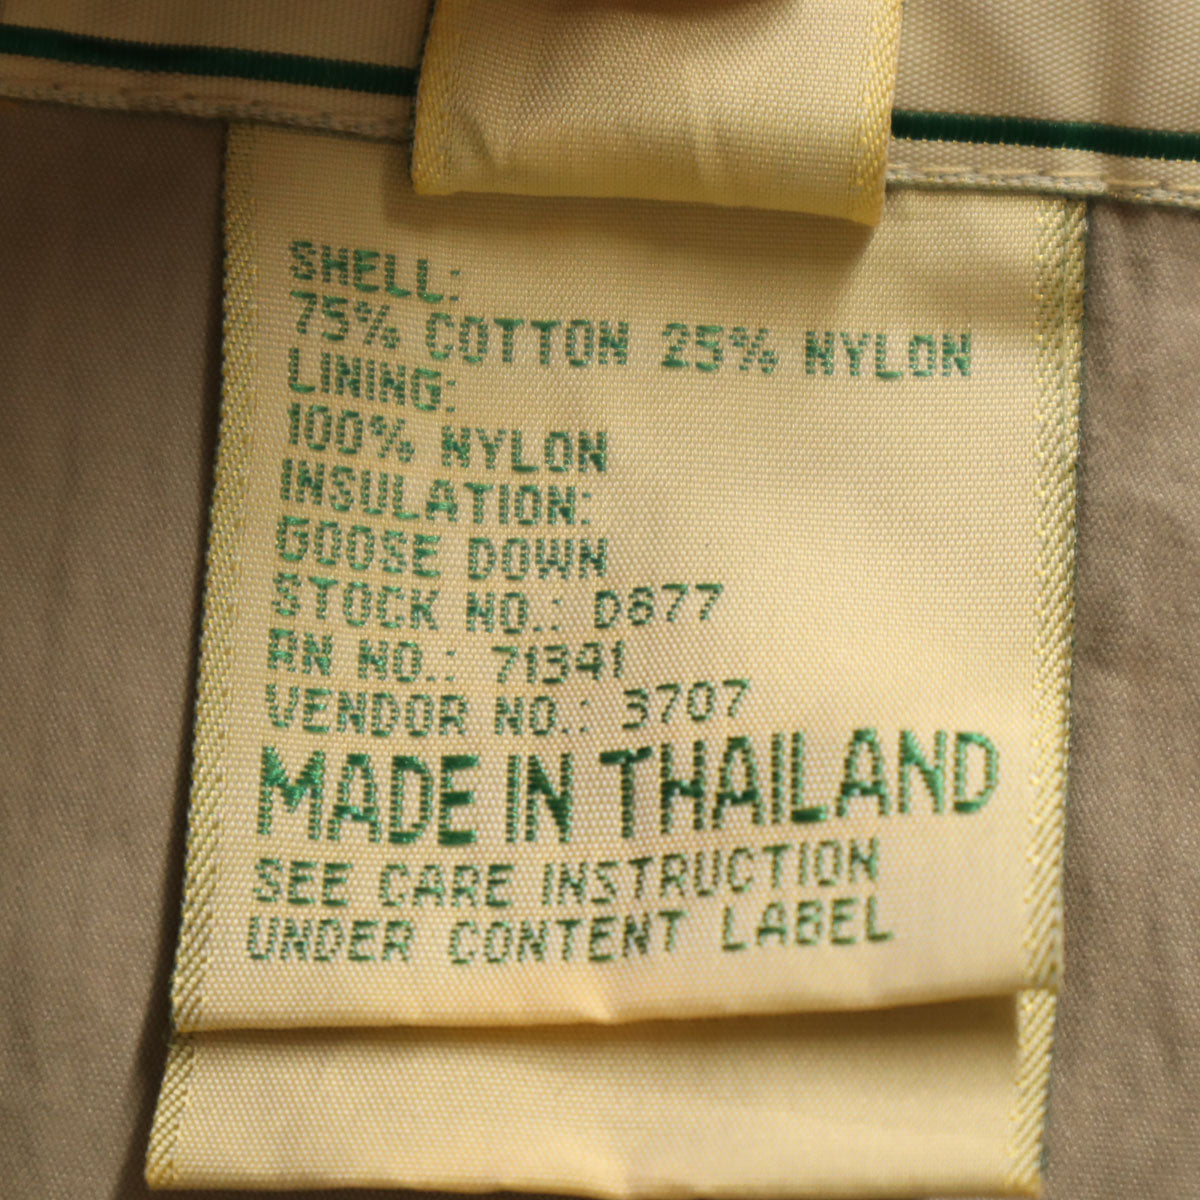 SHELL:
75% COTTON 25% NYLON
LINING:
100% NYLON
INSULATION:
GOOSE DOWN
STOCK NO.: D877
RN NO.: 71341
VENDOR NO.: 3707
MADE IN THAILAND
SEE CARE INSTRUCTION
UNDER CONTENT LABEL